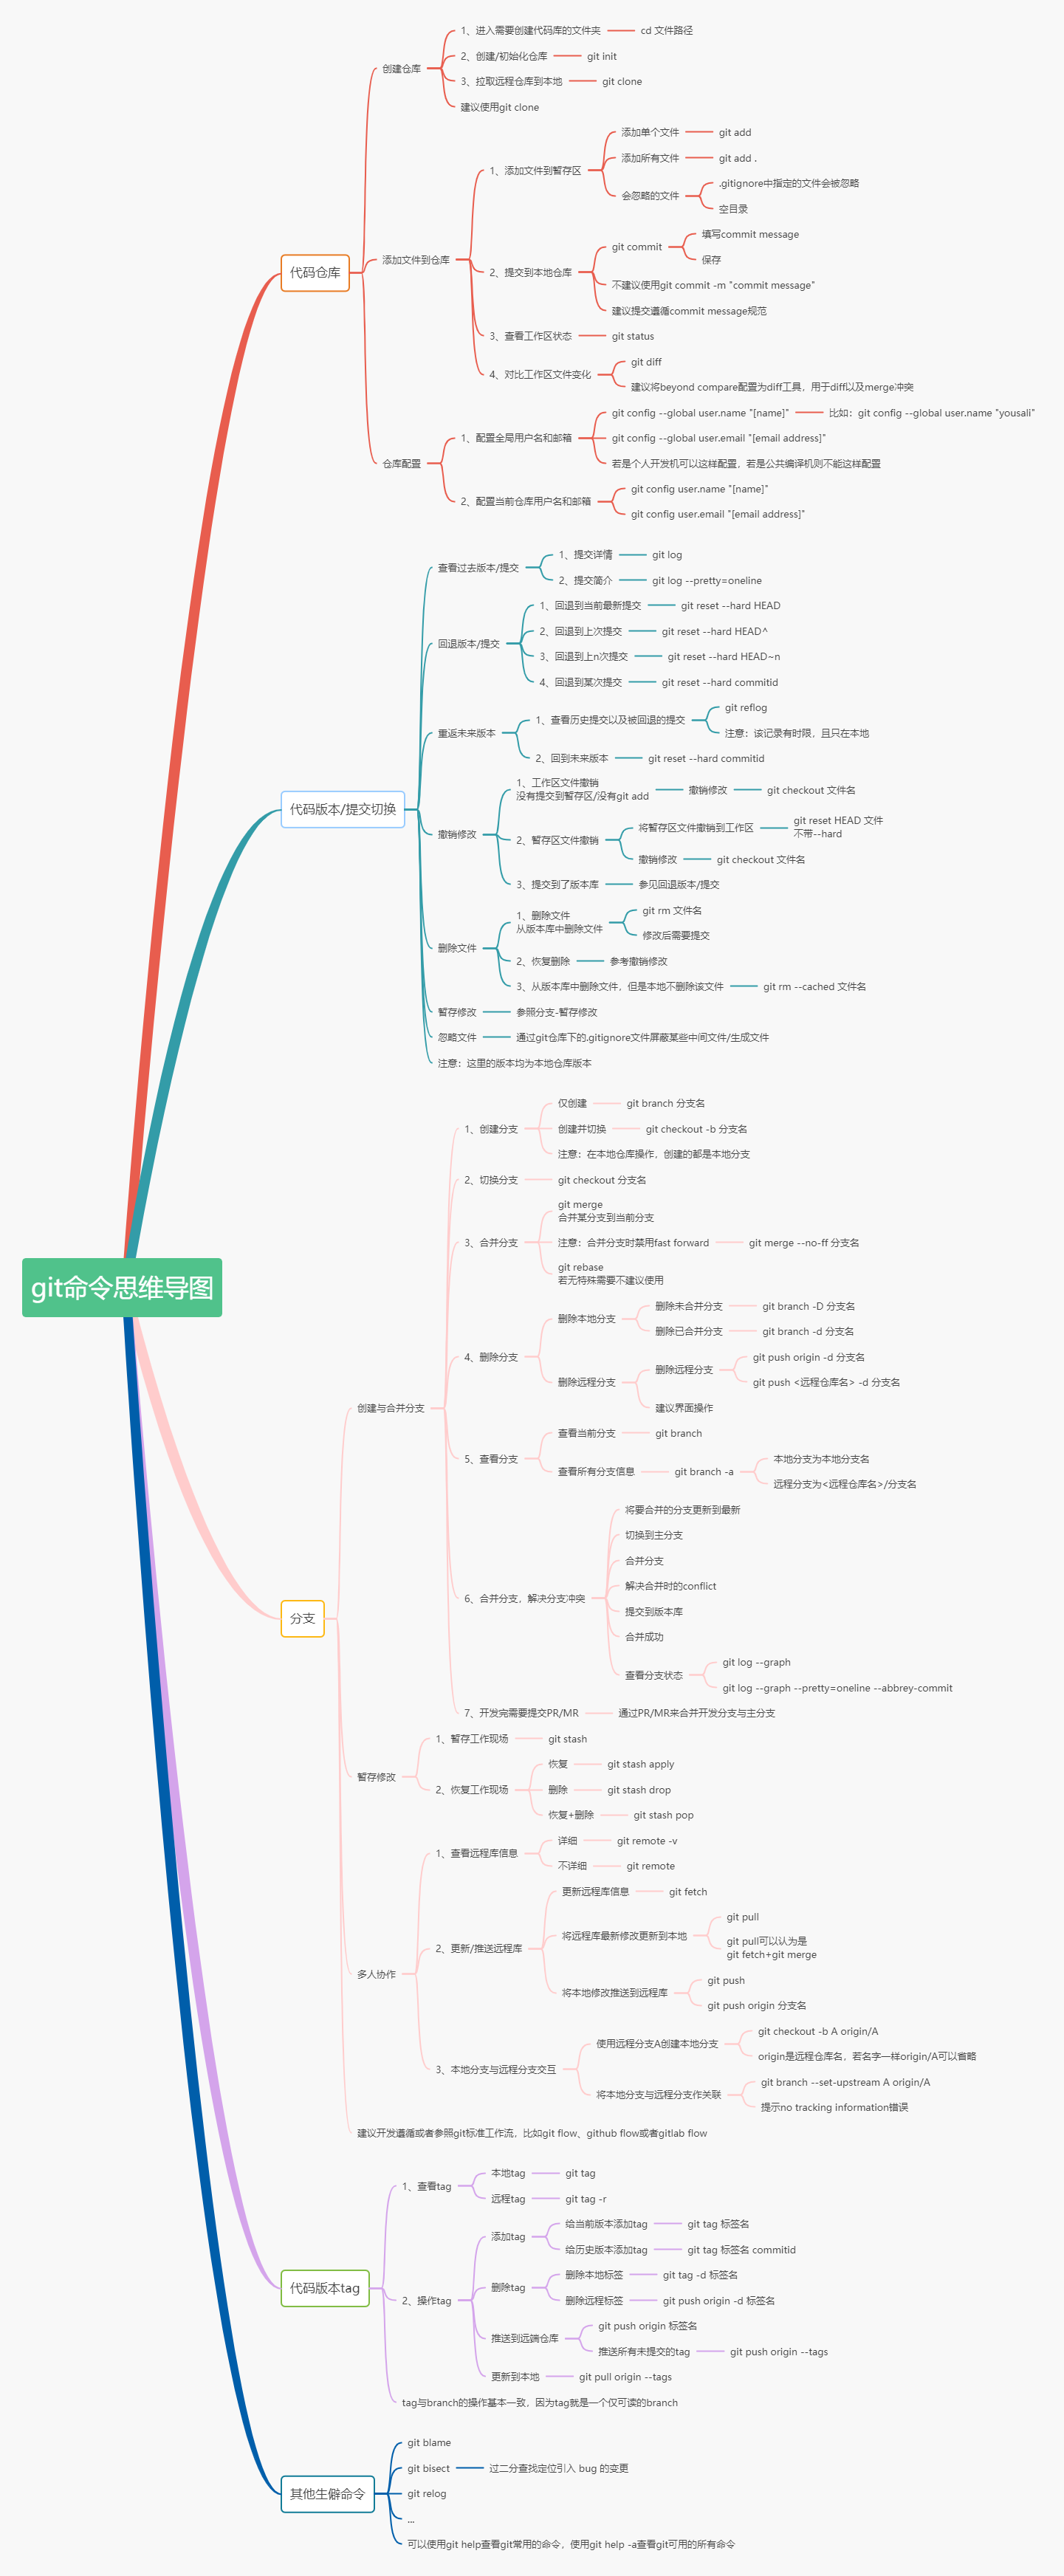 git命令思维导图
代码仓库
创建仓库
1、进入需要创建代码库的文件夹
cd 文件路径
2、创建/初始化仓库
git init
3、拉取远程仓库到本地
git clone
建议使用git clone
添加文件到仓库
1、添加文件到暂存区
添加单个文件
git add
添加所有文件
git add .
会忽略的文件
.gitignore中指定的文件会被忽略
空目录
2、提交到本地仓库
git commit
填写commit message
保存
不建议使用git commit -m "commit message"
建议提交遵循commit message规范
3、查看工作区状态
git status
4、对比工作区文件变化
git diff
建议将beyond compare配置为diff工具，用于diff以及merge冲突
仓库配置
1、配置全局用户名和邮箱
git config --global user.name "[name]"
比如：git config --global user.name "yousali"
git config --global user.email "[email address]"
若是个人开发机可以这样配置，若是公共编译机则不能这样配置
2、配置当前仓库用户名和邮箱
git config user.name "[name]"
git config user.email "[email address]"
代码版本/提交切换
查看过去版本/提交
1、提交详情
git log
2、提交简介
git log --pretty=oneline
回退版本/提交
1、回退到当前最新提交
git reset --hard HEAD
2、回退到上次提交
git reset --hard HEAD^
3、回退到上n次提交
git reset --hard HEAD~n
4、回退到某次提交
git reset --hard commitid
重返未来版本
1、查看历史提交以及被回退的提交
git reflog
注意：该记录有时限，且只在本地
2、回到未来版本
git reset --hard commitid
撤销修改
1、工作区文件撤销
没有提交到暂存区/没有git add
撤销修改
git checkout 文件名
2、暂存区文件撤销
将暂存区文件撤销到工作区
git reset HEAD 文件
不带--hard
撤销修改
git checkout 文件名
3、提交到了版本库
参见回退版本/提交
删除文件
1、删除文件
从版本库中删除文件
git rm 文件名
修改后需要提交
2、恢复删除
参考撤销修改
3、从版本库中删除文件，但是本地不删除该文件
git rm --cached 文件名
暂存修改
参照分支-暂存修改
忽略文件
通过git仓库下的.gitignore文件屏蔽某些中间文件/生成文件
注意：这里的版本均为本地仓库版本
分支
创建与合并分支
1、创建分支
仅创建
git branch 分支名
创建并切换
git checkout -b 分支名
注意：在本地仓库操作，创建的都是本地分支
2、切换分支
git checkout 分支名
3、合并分支
git merge
合并某分支到当前分支
注意：合并分支时禁用fast forward
git merge --no-ff 分支名
git rebase
若无特殊需要不建议使用
4、删除分支
删除本地分支
删除未合并分支
git branch -D 分支名
删除已合并分支
git branch -d 分支名
删除远程分支
删除远程分支
git push origin -d 分支名
git push <远程仓库名> -d 分支名
建议界面操作
5、查看分支
查看当前分支
git branch
查看所有分支信息
git branch -a
本地分支为本地分支名
远程分支为<远程仓库名>/分支名
6、合并分支，解决分支冲突
将要合并的分支更新到最新
切换到主分支
合并分支
解决合并时的conflict
提交到版本库
合并成功
查看分支状态
git log --graph
git log --graph --pretty=oneline --abbrey-commit
7、开发完需要提交PR/MR
通过PR/MR来合并开发分支与主分支
暂存修改
1、暂存工作现场
git stash
2、恢复工作现场
恢复
git stash apply
删除
git stash drop
恢复+删除
git stash pop
多人协作
1、查看远程库信息
详细
git remote -v
不详细
git remote
2、更新/推送远程库
更新远程库信息
git fetch
将远程库最新修改更新到本地
git pull
git pull可以认为是
git fetch+git merge
将本地修改推送到远程库
git push
git push origin 分支名
3、本地分支与远程分支交互
使用远程分支A创建本地分支
git checkout -b A origin/A
origin是远程仓库名，若名字一样origin/A可以省略
将本地分支与远程分支作关联
git branch --set-upstream A origin/A
提示no tracking information错误
建议开发遵循或者参照git标准工作流，比如git flow、github flow或者gitlab flow
代码版本tag
1、查看tag
本地tag
git tag
远程tag
git tag -r
2、操作tag
添加tag
给当前版本添加tag
git tag 标签名
给历史版本添加tag
git tag 标签名 commitid
删除tag
删除本地标签
git tag -d 标签名
删除远程标签
git push origin -d 标签名
推送到远端仓库
git push origin 标签名
推送所有未提交的tag
git push origin --tags
更新到本地
git pull origin --tags
tag与branch的操作基本一致，因为tag就是一个仅可读的branch
其他生僻命令
git blame
git bisect
过二分查找定位引入 bug 的变更
git relog
...
可以使用git help查看git常用的命令，使用git help -a查看git可用的所有命令